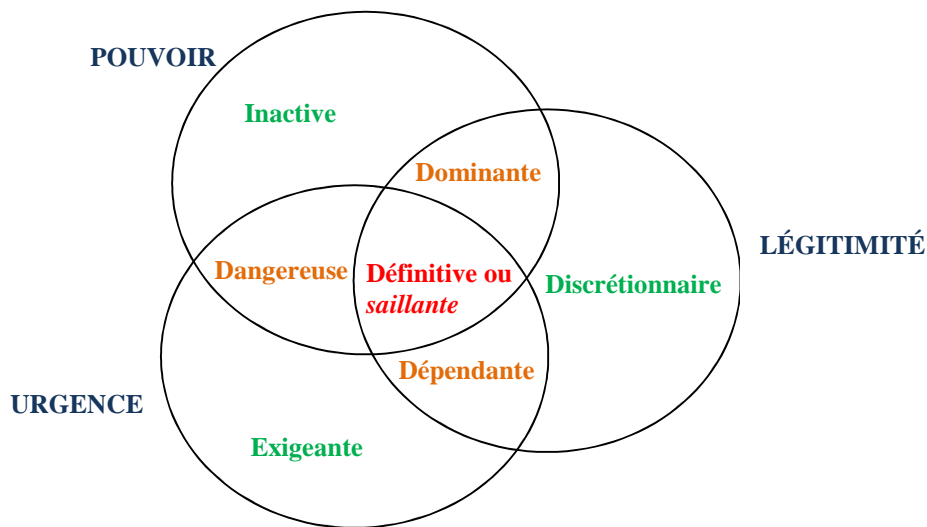 POUVOIR
Inactive
Dominante
LÉGITIMITÉ
Dangereuse
Définitive ou
saillante
Discrétionnaire
Dépendante
URGENCE
Exigeante